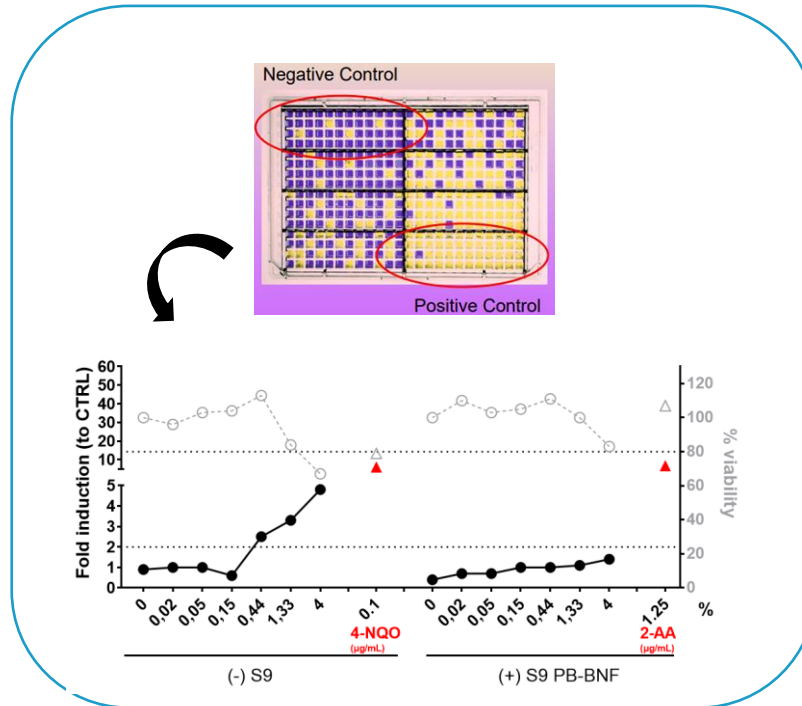 Negative Control
Positive Control
Fold induction (to CTRL)
60
50
40
30
20
10
5
4
3
2
1
0
120
100
80
60
40
20
0
% viability
0 0,02 0,05 0,15 0,44 1,33 4 0.1 0 0,02 0,05 0,15 0,44 1,33 4 1.25 %
4-NQO 2-AA
(µg/mL) (µg/mL)
(-) S9 (+) S9 PB-BNF